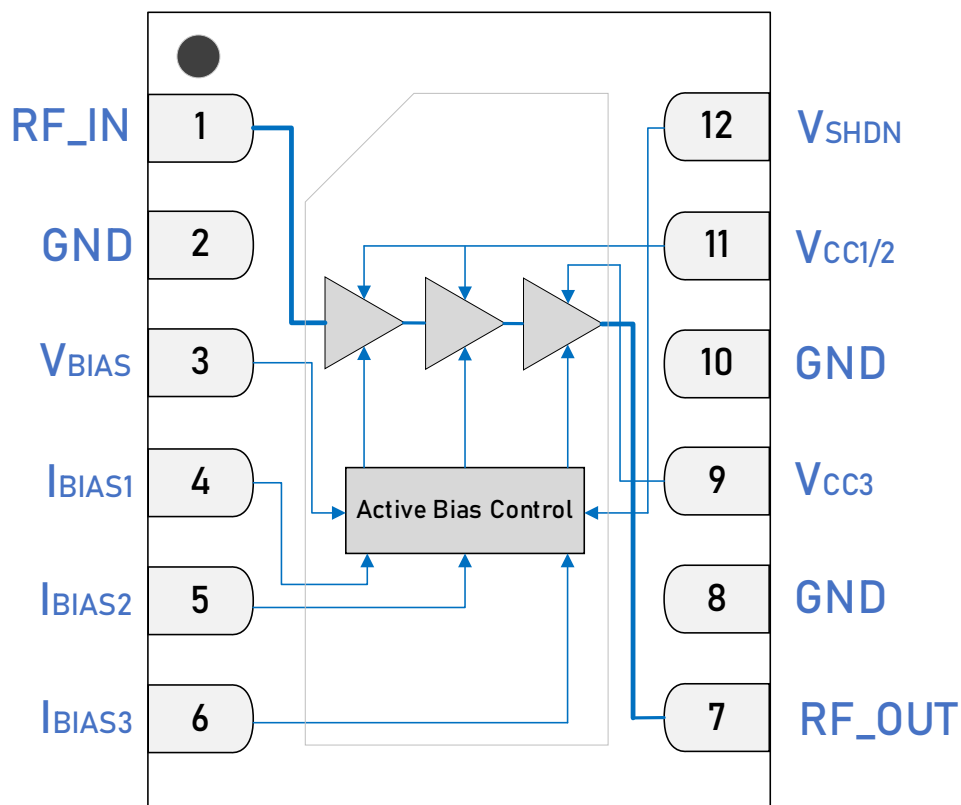 RF_IN 1
GND 2
VBIAS 3
IBIAS1 4
IBIAS2 5
IBIAS3 6
Active Bias Control
12 VSHDN
11 VCC1/2
10 GND
9 VCC3
8 GND
7 RF_OUT